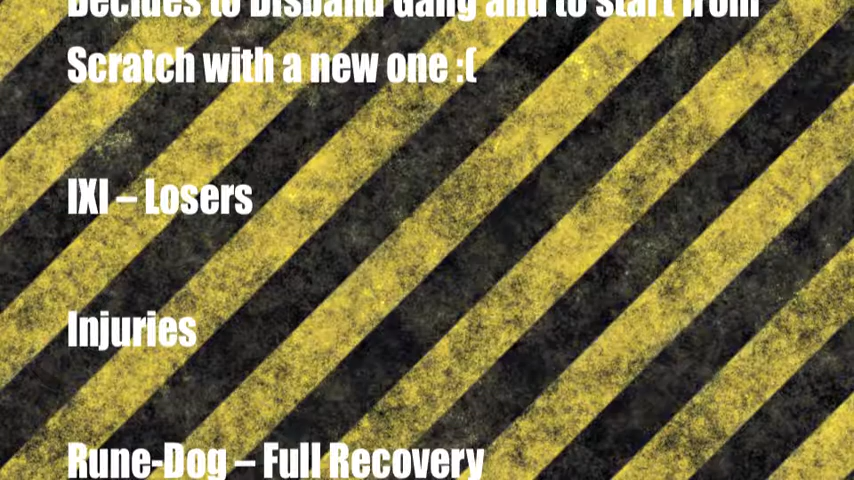 Decides to Disband Gang and to start from
Scratch with a new one :(
IXI – Losers
Injuries
Rune-Dog – Full Recovery